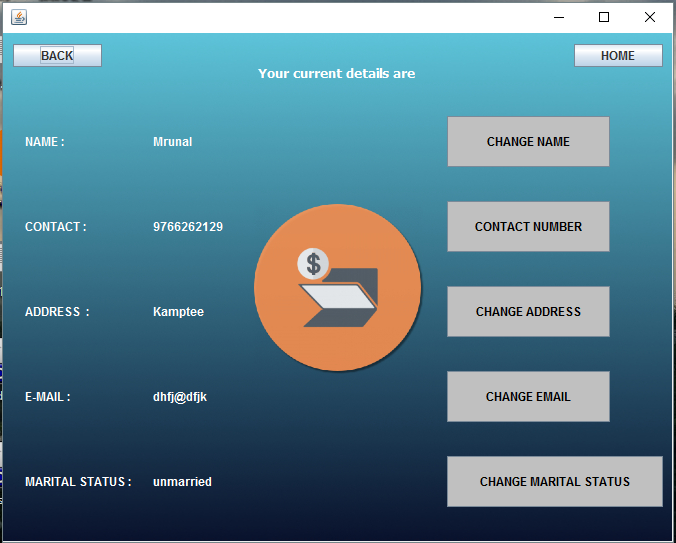 BACK
HOME
Your current details are
NAME : Mrunal CHANGE NAME
CONTACT : 9766262129 CONTACT NUMBER
$
ADDRESS : Kamptee CHANGE ADDRESS
E-MAIL : dhfj@dfjk CHANGE EMAIL
MARITAL STATUS : unmarried CHANGE MARITAL STATUS